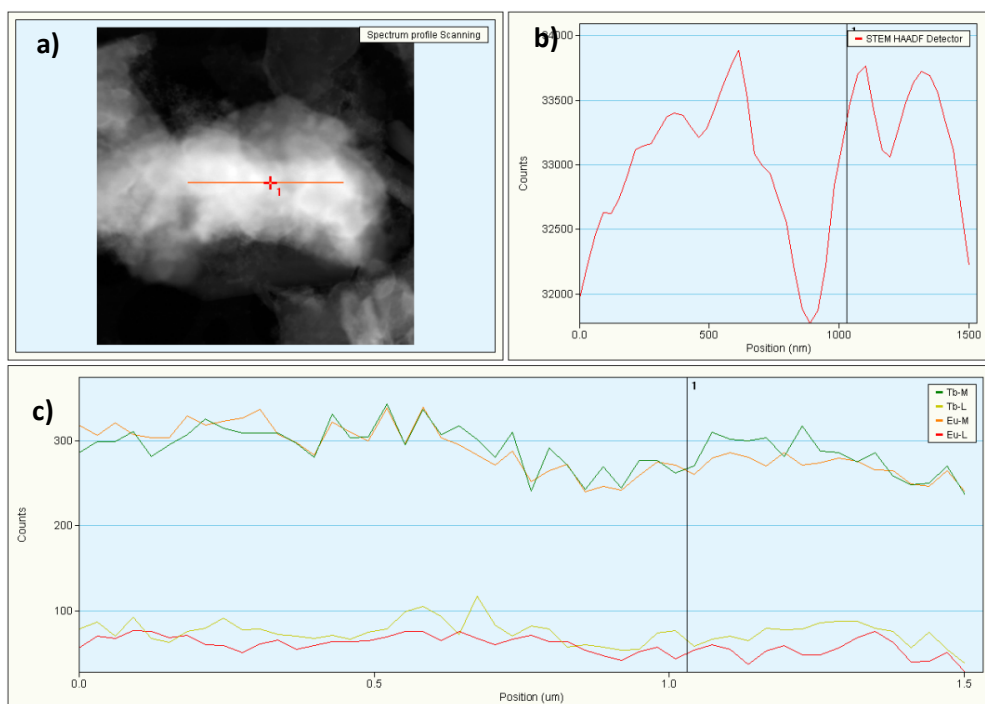 a)
Spectrum profile Scanning
1
b)
1
STEM HAADF Detector
34000
33500
33000
32500
32000
Counts
0.0
500
1000
1500
Position (nm)
c)
1
Tb-M
Tb-L
Eu-M
Eu-L
300
200
100
Counts
0.0
0.5
1.0
1.5
Position (um)